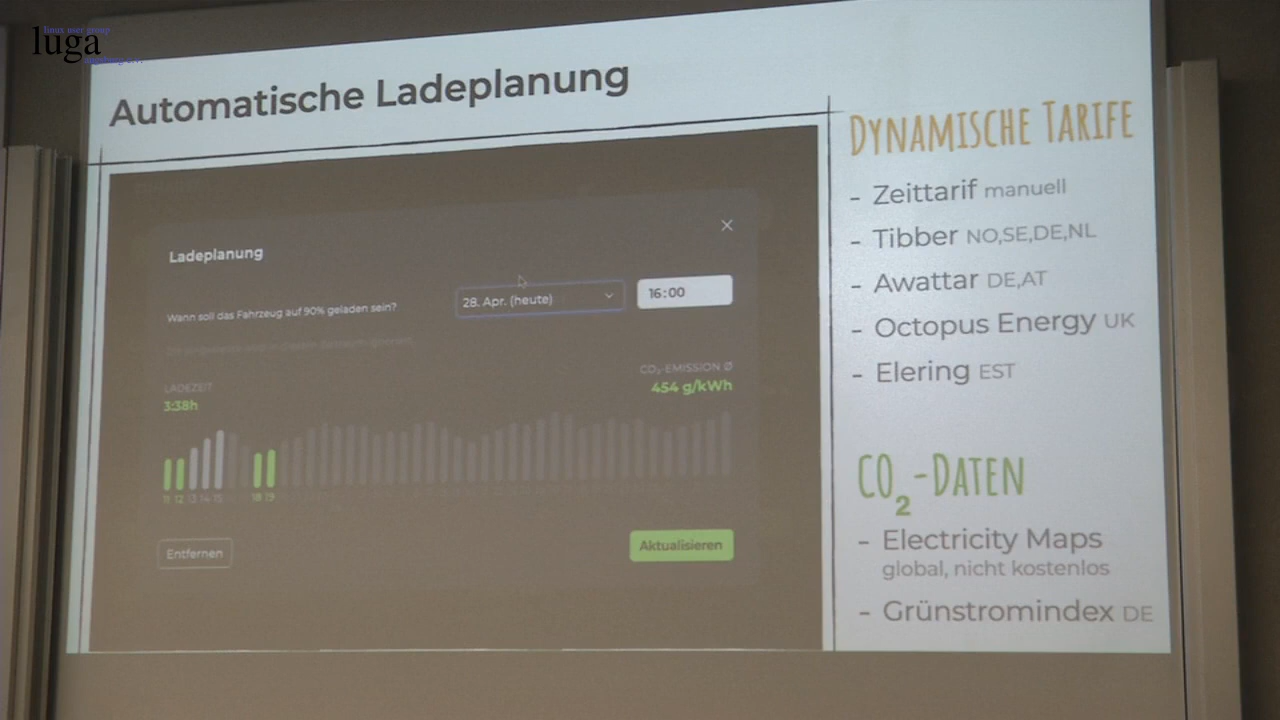 linux user group
luga
Automatische Ladeplanung
Ladeplanung
Wann soll das Fahrzeug auf 90% geladen sein?
28. Apr. (heute)
16:00
LADEZEIT
3:38h
CO₂-EMISSION Ø
454 g/kWh
11 12 13 14 15 18 19
Entfernen
Aktualisieren
DYNAMISCHE TARIFE
- Zeittarif manuell
- Tibber NO,SE,DE,NL
- Awattar DE,AT
- Octopus Energy UK
- Elering EST
CO₂-DATEN
- Electricity Maps
global, nicht kostenlos
- Grünstromindex DE